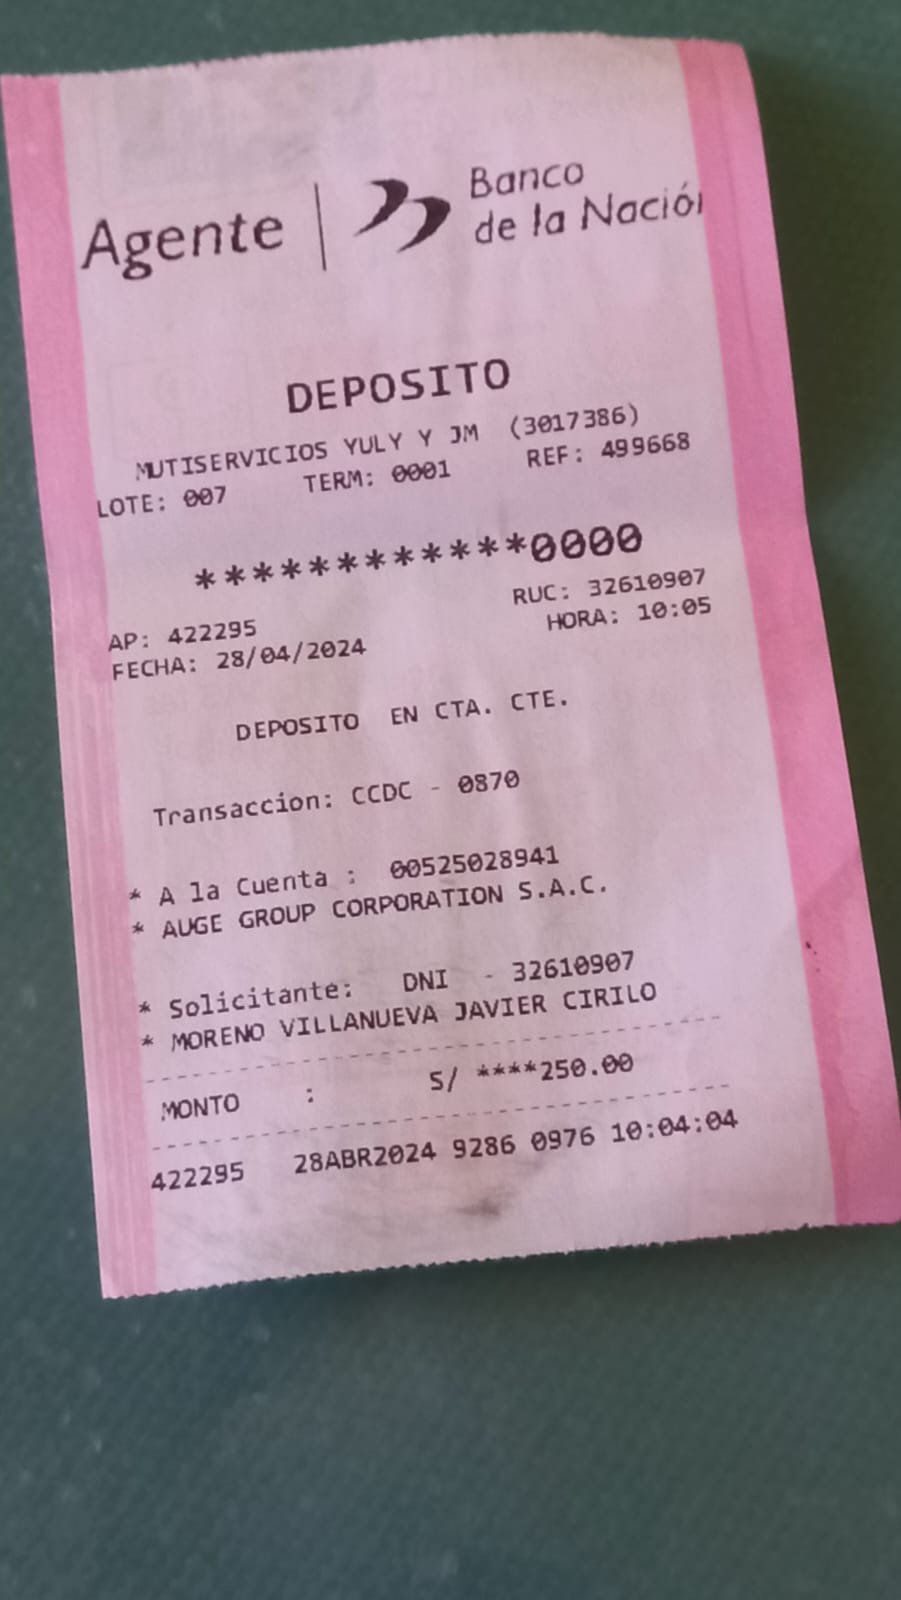 Agente | Banco
de la Nación
DEPOSITO
MUTISERVICIOS YULY Y JM (3017386)
LOTE: 007 TERM: 0001 REF: 499668
************0000
RUC: 32610907
AP: 422295 HORA: 10:05
FECHA: 28/04/2024
DEPOSITO EN CTA. CTE.
Transaccion: CCDC - 0870
* A la Cuenta : 00525028941
* AUGE GROUP CORPORATION S.A.C.
* Solicitante: DNI - 32610907
* MORENO VILLANUEVA JAVIER CIRILO
MONTO : S/ ****250.00
422295 28ABR2024 9286 0976 10:04:04